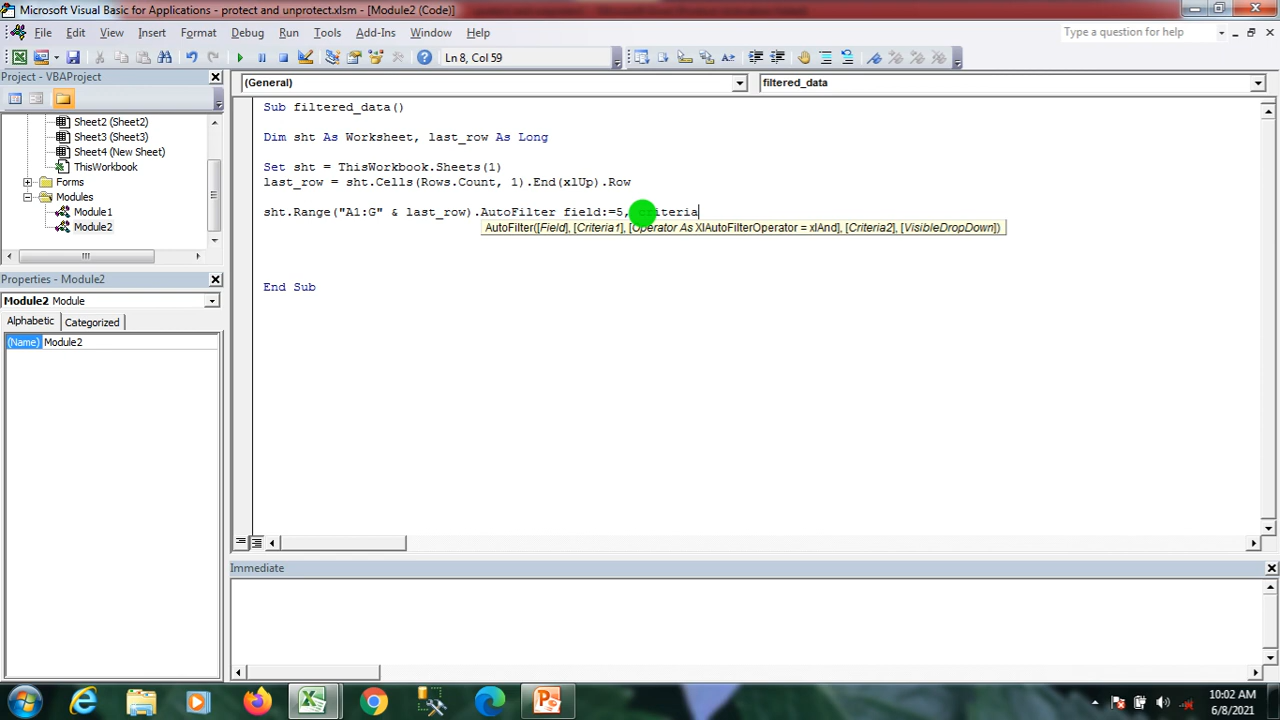 Microsoft Visual Basic for Applications - protect and unprotect.xlsm - [Module2 (Code)]
File Edit View Insert Format Debug Run Tools Add-Ins Window Help
Type a question for help
Ln 8, Col 59
Project - VBAProject
(General)
filtered_data
Sheet2 (Sheet2)
Sheet3 (Sheet3)
Sheet4 (New Sheet)
ThisWorkbook
Forms
Modules
Module1
Module2
Properties - Module2
Module2 Module
Alphabetic Categorized
(Name) Module2
Sub filtered_data()
Dim sht As Worksheet, last_row As Long
Set sht = ThisWorkbook.Sheets(1)
last_row = sht.Cells(Rows.Count, 1).End(xlUp).Row
sht.Range("A1:G" & last_row).AutoFilter field:=5, criteria
AutoFilter([Field], [Criteria1], [Operator As XlAutoFilterOperator = xlAnd], [Criteria2], [VisibleDropDown])
End Sub
Immediate
10:02 AM
6/8/2021